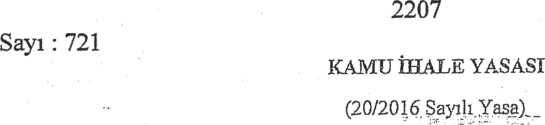 2207
Sayı : 721
KAMU İHALE YASASI
(20/2016 Sayılı Yasa)